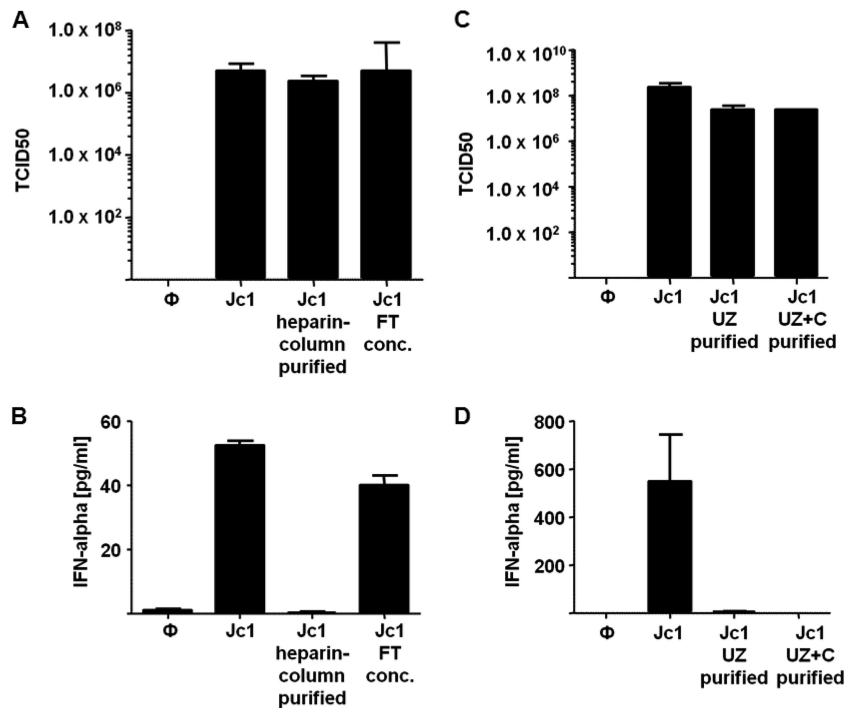 A
TCID50
1.0 x 10⁸
1.0 x 10⁶
1.0 x 10⁴
1.0 x 10²
Φ
Jc1
Jc1
heparin-
column
purified
Jc1
FT
conc.
C
TCID50
1.0 x 10¹⁰
1.0 x 10⁸
1.0 x 10⁶
1.0 x 10⁴
1.0 x 10²
Φ
Jc1
Jc1
UZ
purified
Jc1
UZ+C
purified
B
IFN-alpha [pg/ml]
60
40
20
Φ
Jc1
Jc1
heparin-
column
purified
Jc1
FT
conc.
D
IFN-alpha [pg/ml]
800
600
400
200
Φ
Jc1
Jc1
UZ
purified
Jc1
UZ+C
purified